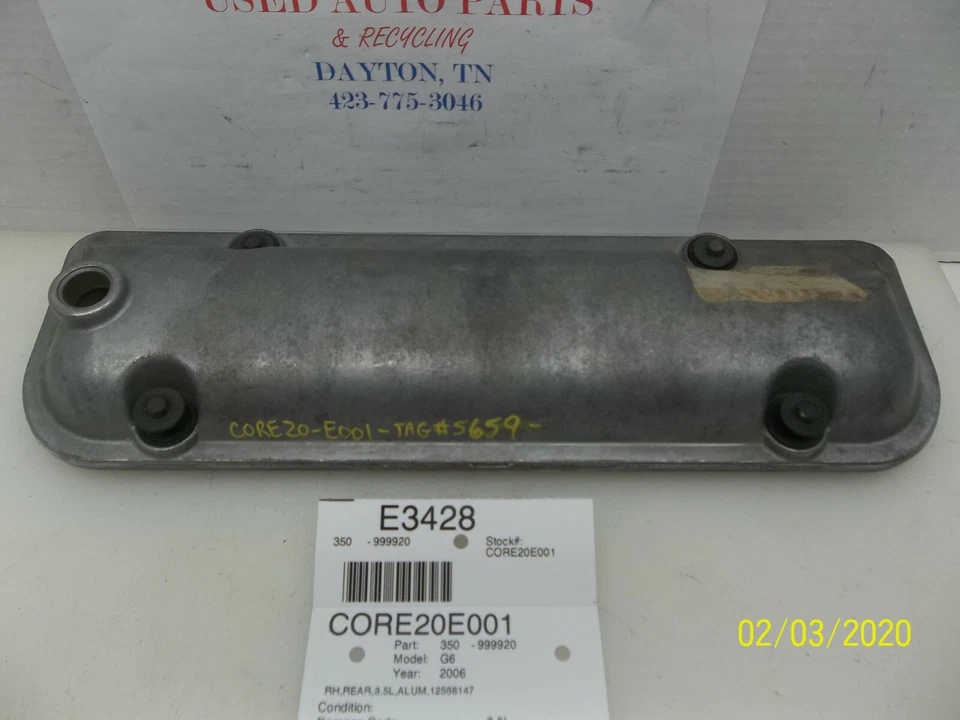 USED AUTO PARTS
& RECYCLING
DAYTON, TN
423-775-3046
CORE20-E001-TAG#5659-
E3428
350 -999920
Stock#:
CORE20E001
CORE20E001
Part: 350 -999920
Model: G6
Year: 2006
RH,REAR,3.5L,ALUM,12568147
Condition:
02/03/2020